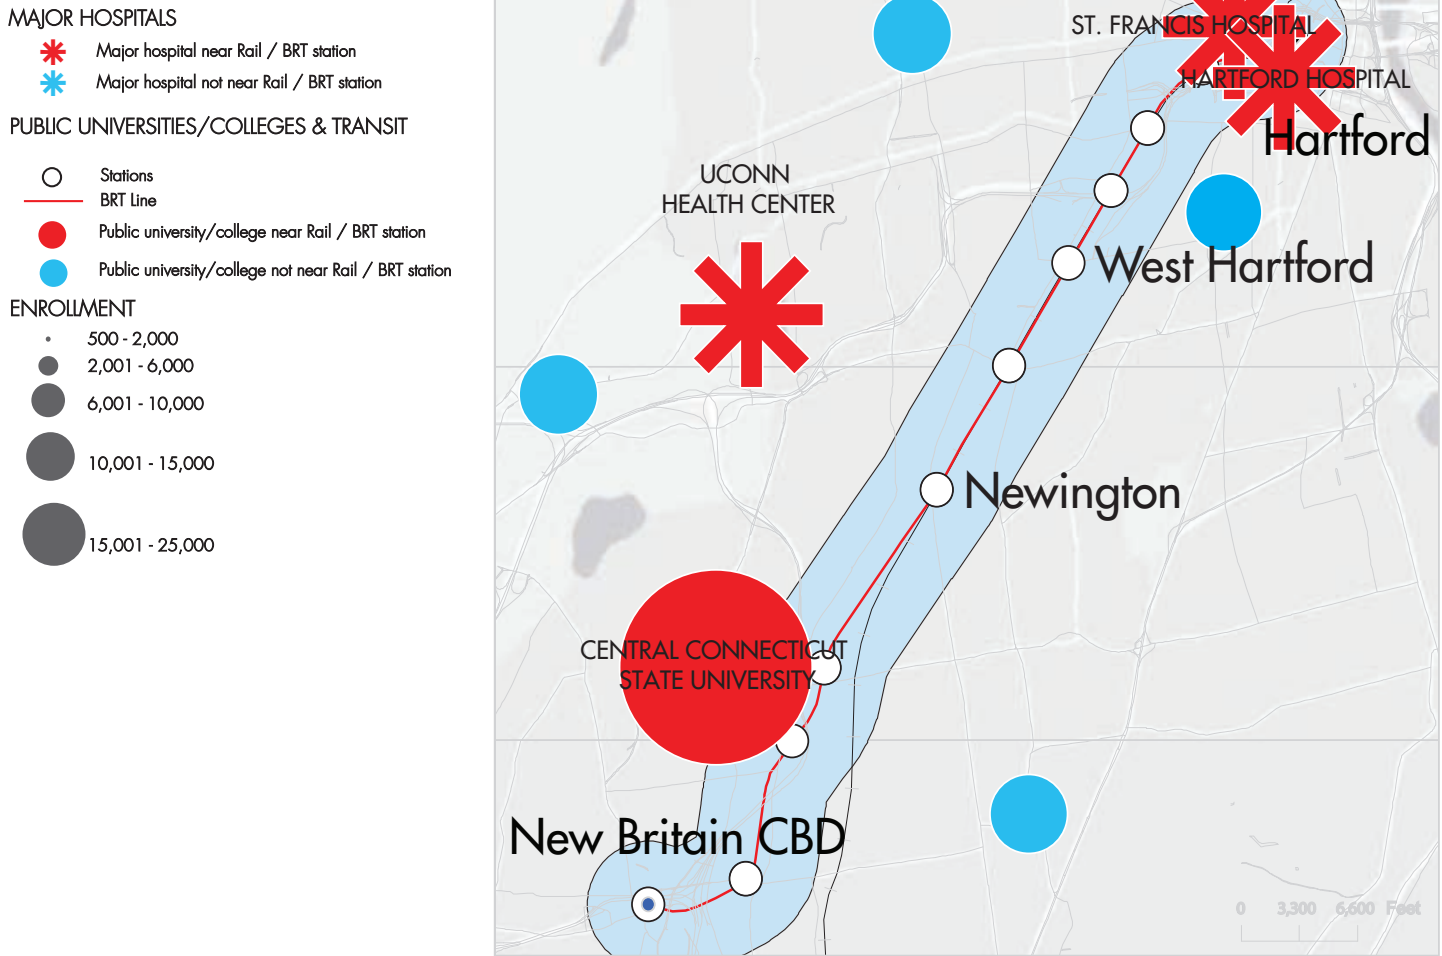 MAJOR HOSPITALS
Major hospital near Rail / BRT station
Major hospital not near Rail / BRT station
PUBLIC UNIVERSITIES/COLLEGES & TRANSIT
Stations
BRT Line
Public university/college near Rail / BRT station
Public university/college not near Rail / BRT station
ENROLLMENT
500 - 2,000
2,001 - 6,000
6,001 - 10,000
10,001 - 15,000
15,001 - 25,000
ST. FRANCIS HOSPITAL
HARTFORD HOSPITAL
Hartford
UCONN
HEALTH CENTER
West Hartford
Newington
CENTRAL CONNECTICUT
STATE UNIVERSITY
New Britain CBD
0 3,300 6,600 Feet